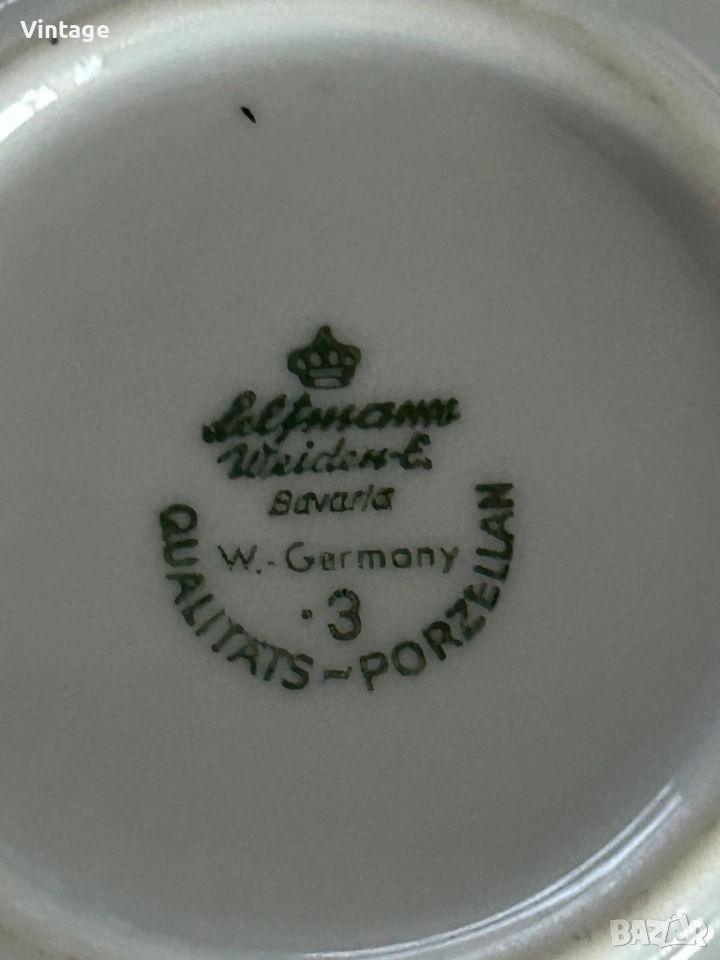 Vintage
Seltmann
Weiden-E.
Bavaria
W.-Germany
·3
QUALITÄTS-PORZELLAN
BAZAR